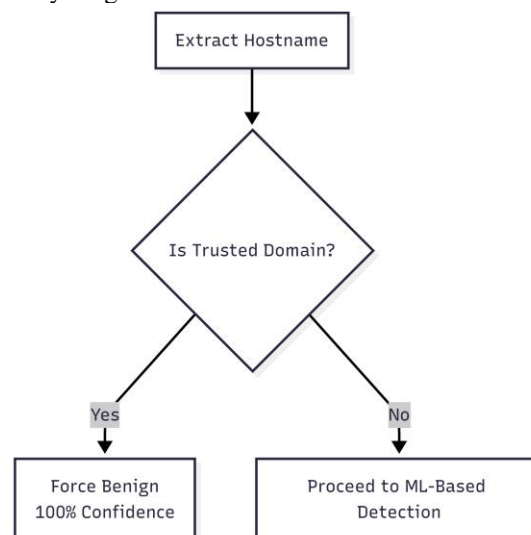 Extract Hostname
Is Trusted Domain?
Yes
No
Force Benign
100% Confidence
Proceed to ML-Based
Detection